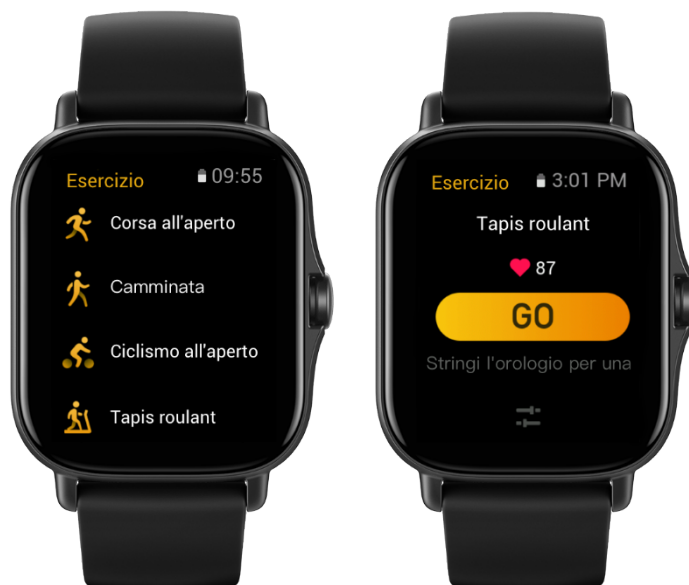 Esercizio 09:55
Corsa all'aperto
Camminata
Ciclismo all'aperto
Tapis roulant
Esercizio 3:01 PM
Tapis roulant
87
GO
Stringi l'orologio per una